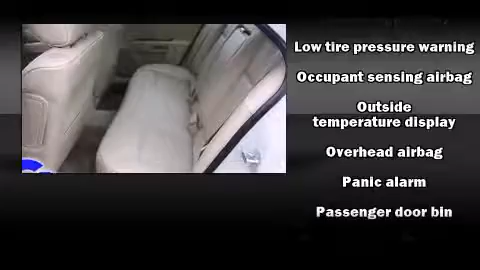 Low tire pressure warning
Occupant sensing airbag
Outside
temperature display
Overhead airbag
Panic alarm
Passenger door bin